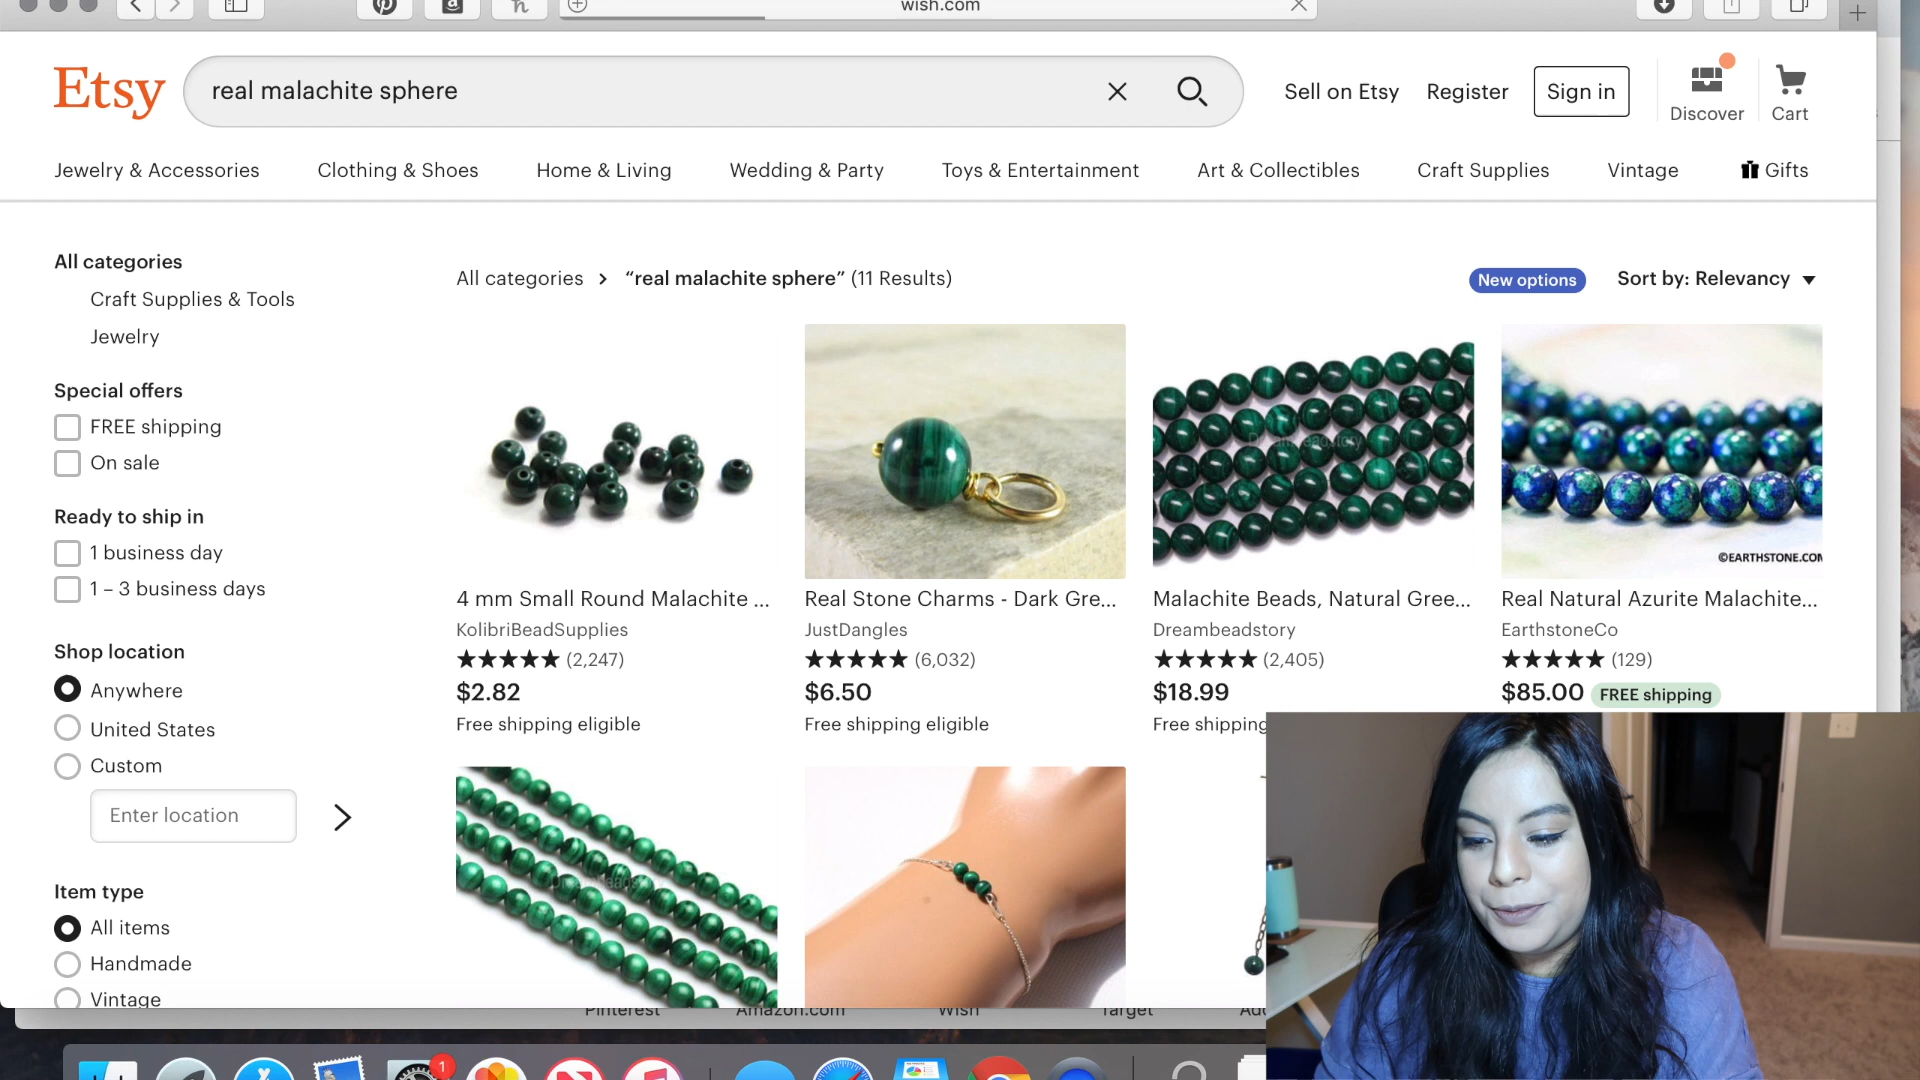 wish.com
Etsy
real malachite sphere
Sell on Etsy
Register
Sign in
Discover
Cart
Jewelry & Accessories
Clothing & Shoes
Home & Living
Wedding & Party
Toys & Entertainment
Art & Collectibles
Craft Supplies
Vintage
Gifts
All categories
Craft Supplies & Tools
Jewelry
Special offers
FREE shipping
On sale
Ready to ship in
1 business day
1 – 3 business days
Shop location
Anywhere
United States
Custom
Enter location
Item type
All items
Handmade
Vintage
All categories > “real malachite sphere” (11 Results)
New options
Sort by: Relevancy
©EARTHSTONE.COM
4 mm Small Round Malachite ...
KolibriBeadSupplies
★★★★★ (2,247)
$2.82
Free shipping eligible
Real Stone Charms - Dark Gre...
JustDangles
★★★★★ (6,032)
$6.50
Free shipping eligible
Malachite Beads, Natural Gree...
Dreambeadstory
★★★★★ (2,405)
$18.99
Free shipping
Real Natural Azurite Malachite...
EarthstoneCo
★★★★★ (129)
$85.00 FREE shipping
Pinterest
Amazon.com
Wish
Target
1